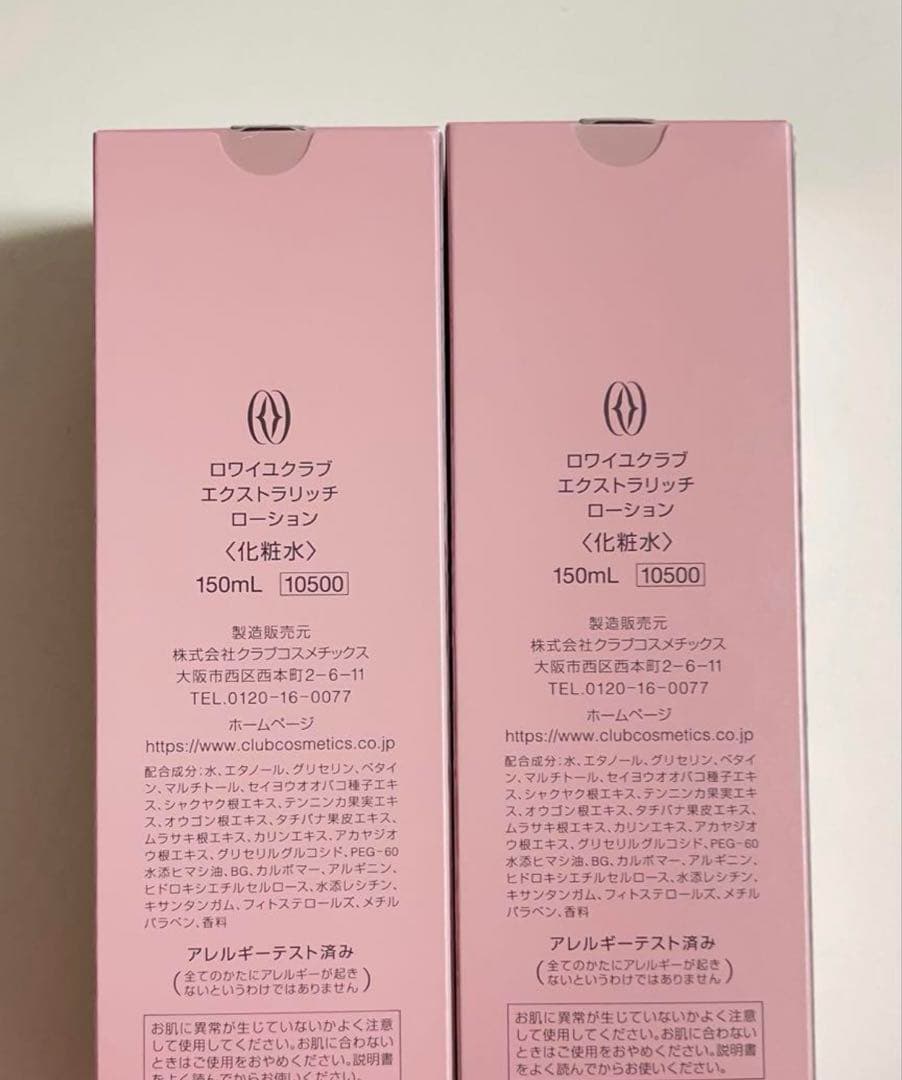 ロワイユクラブ
エクストラリッチ
ローション
〈化粧水〉
150mL 10500
製造販売元
株式会社クラブコスメチックス
大阪市西区西本町2-6-11
TEL.0120-16-0077
ホームページ
https://www.clubcosmetics.co.jp
配合成分:水、エタノール、グリセリン、ベタイ
ン、マルチトール、セイヨウオオバコ種子エキ
ス、シャクヤク根エキス、テンニンカ果実エキ
ス、オウゴン根エキス、タチバナ果皮エキス、
ムラサキ根エキス、カリンエキス、アカヤジオ
ウ根エキス、グリセリルグルコシド、PEG-60
水添ヒマシ油、BG、カルボマー、アルギニン、
ヒドロキシエチルセルロース、水添レシチン、
キサンタンガム、フィトステロールズ、メチル
パラベン、香料
アレルギーテスト済み
(全てのかたにアレルギーが起き
ないというわけではありません)
お肌に異常が生じていないかよく注意
して使用してください。お肌に合わない
ときはご使用をおやめください。説明書
をよく読んでからお使いください。
ロワイユクラブ
エクストラリッチ
ローション
〈化粧水〉
150mL 10500
製造販売元
株式会社クラブコスメチックス
大阪市西区西本町2-6-11
TEL.0120-16-0077
ホームページ
https://www.clubcosmetics.co.jp
配合成分:水、エタノール、グリセリン、ベタイ
ン、マルチトール、セイヨウオオバコ種子エキ
ス、シャクヤク根エキス、テンニンカ果実エキ
ス、オウゴン根エキス、タチバナ果皮エキス、
ムラサキ根エキス、カリンエキス、アカヤジオ
ウ根エキス、グリセリルグルコシド、PEG-60
水添ヒマシ油、BG、カルボマー、アルギニン、
ヒドロキシエチルセルロース、水添レシチン、
キサンタンガム、フィトステロールズ、メチル
パラベン、香料
アレルギーテスト済み
(全てのかたにアレルギーが起き
ないというわけではありません)
お肌に異常が生じていないかよく注意
して使用してください。お肌に合わない
ときはご使用をおやめください。説明書
をよく読んでからお使いください。